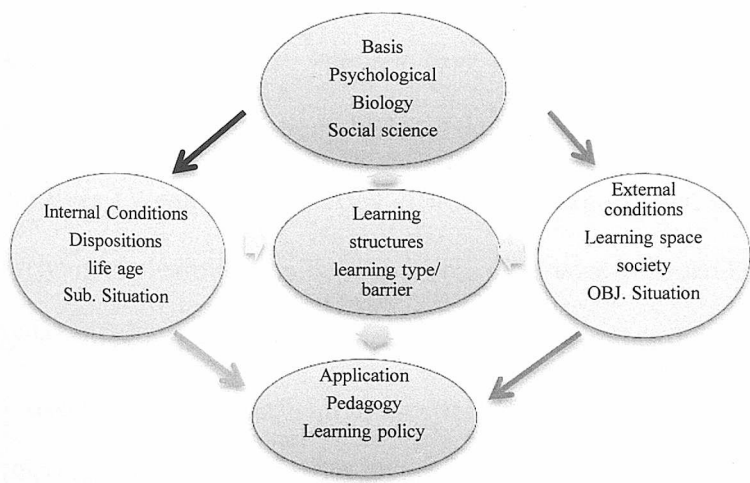 Basis
Psychological
Biology
Social science
Internal Conditions
Dispositions
life age
Sub. Situation
Learning
structures
learning type/
barrier
External
conditions
Learning space
society
OBJ. Situation
Application
Pedagogy
Learning policy